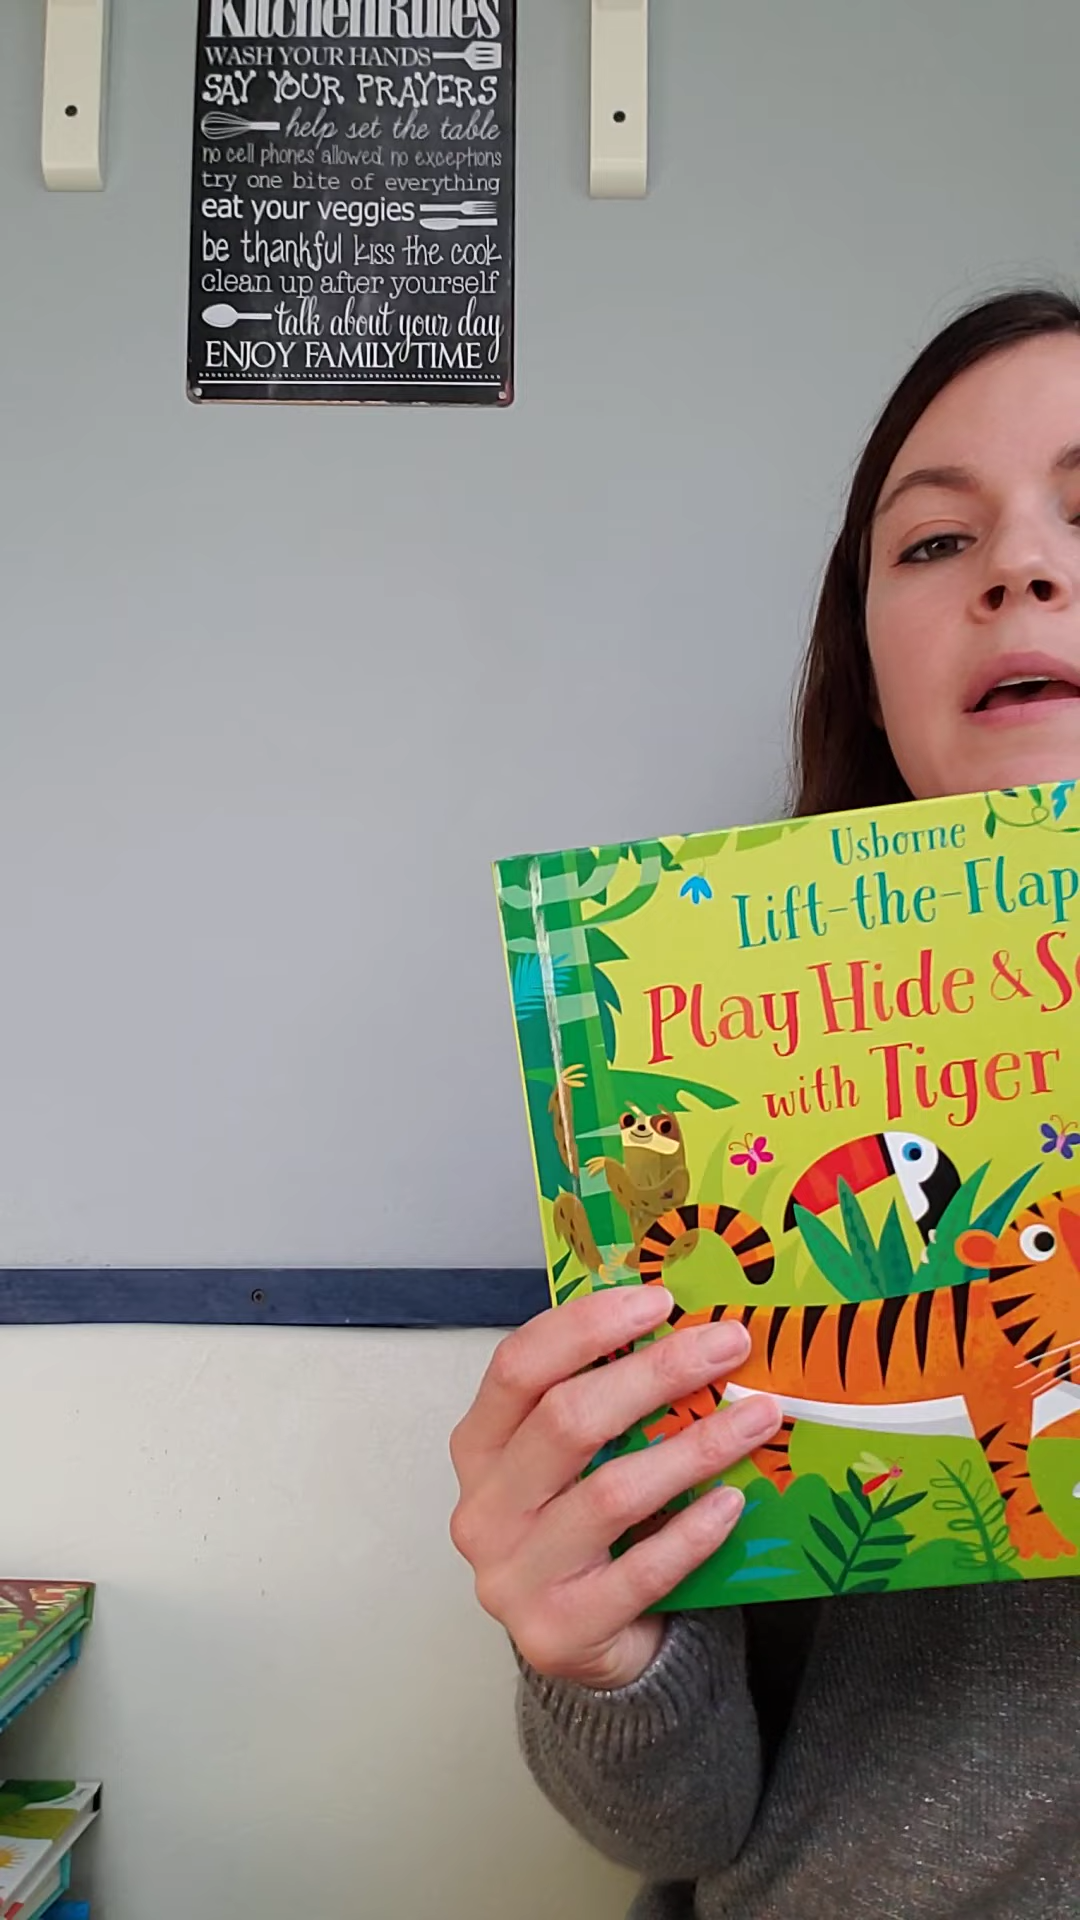 Kitchen Rules
WASH YOUR HANDS
SAY YOUR PRAYERS
help set the table
no cell phones allowed, no exceptions
try one bite of everything
eat your veggies
be thankful kiss the cook
clean up after yourself
talk about your day
ENJOY FAMILY TIME
Usborne
Lift-the-Flap
Play Hide &
with Tiger